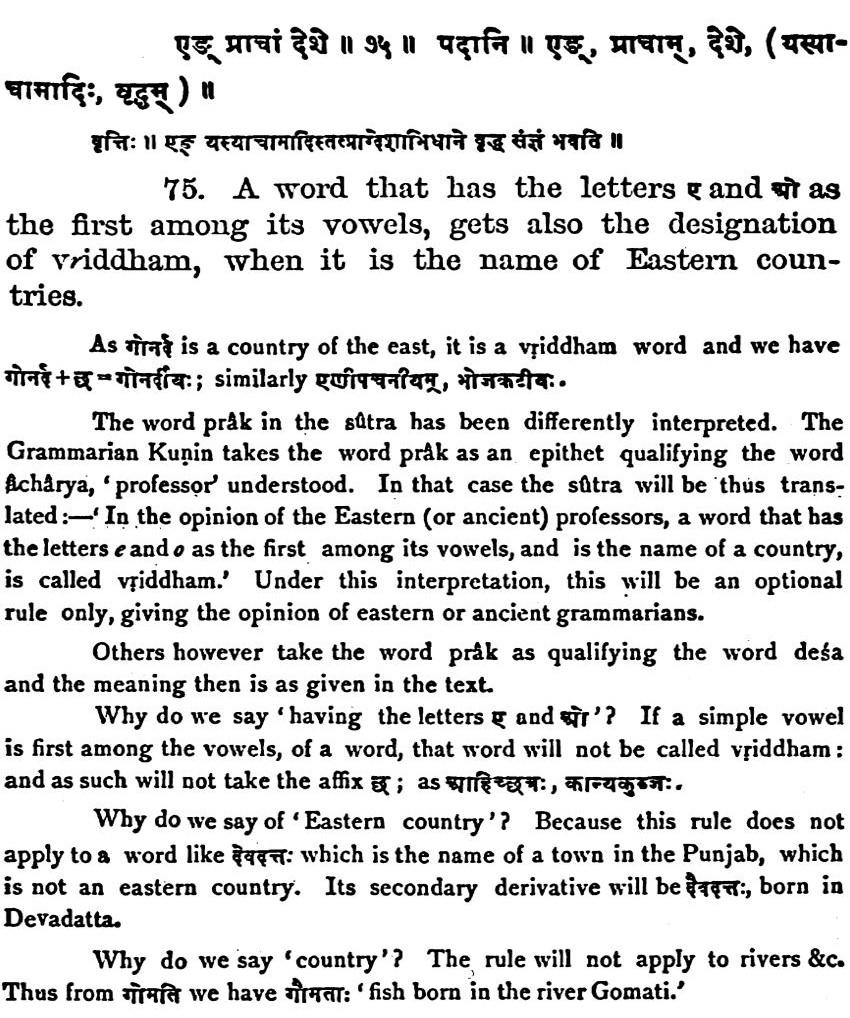 एङ् प्राचां देशे ॥ ७५ ॥ पदानि ॥ एङ्, प्राचाम्, देशे, (यस्या-
चामादिः, वृद्धम्) ॥
वृत्तिः ॥ एङ् यस्याचामादिस्तत्प्राग्देशाभिधाने वृद्ध संज्ञं भवति ॥
75. A word that has the letters ए and ओ as
the first among its vowels, gets also the designation
of vriddham, when it is the name of Eastern coun-
tries.
As गोनर्द is a country of the east, it is a vṛiddham word and we have
गोनर्द + छ = गोनर्दीयः; similarly एणीपचनीयम्, भोजकटीयः.
The word prâk in the sûtra has been differently interpreted. The
Grammarian Kuṇin takes the word prâk as an epithet qualifying the word
Âchârya, 'professor' understood. In that case the sûtra will be thus trans-
lated:—'In the opinion of the Eastern (or ancient) professors, a word that has
the letters e and o as the first among its vowels, and is the name of a country,
is called vṛiddham.' Under this interpretation, this will be an optional
rule only, giving the opinion of eastern or ancient grammarians.
Others however take the word prâk as qualifying the word deśa
and the meaning then is as given in the text.
Why do we say 'having the letters ए and ओ'? If a simple vowel
is first among the vowels, of a word, that word will not be called vṛiddham:
and as such will not take the affix छ; as आहिच्छत्रः, कान्यकुब्जः.
Why do we say of 'Eastern country'? Because this rule does not
apply to a word like देवदत्तः which is the name of a town in the Punjab, which
is not an eastern country. Its secondary derivative will be दैवदत्तः, born in
Devadatta.
Why do we say 'country'? The rule will not apply to rivers &c.
Thus from गोमति we have गौमताः 'fish born in the river Gomati.'